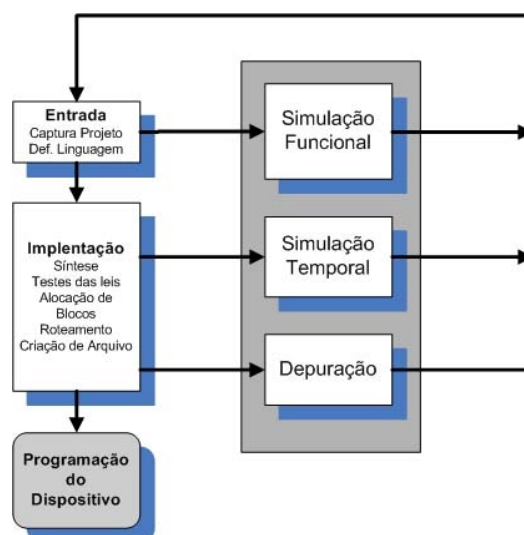 Entrada
Captura Projeto
Def. Linguagem
Simulação
Funcional
Implentação
Síntese
Testes das leis
Alocação de
Blocos
Roteamento
Criação de Arquivo
Simulação
Temporal
Depuração
Programação
do
Dispositivo